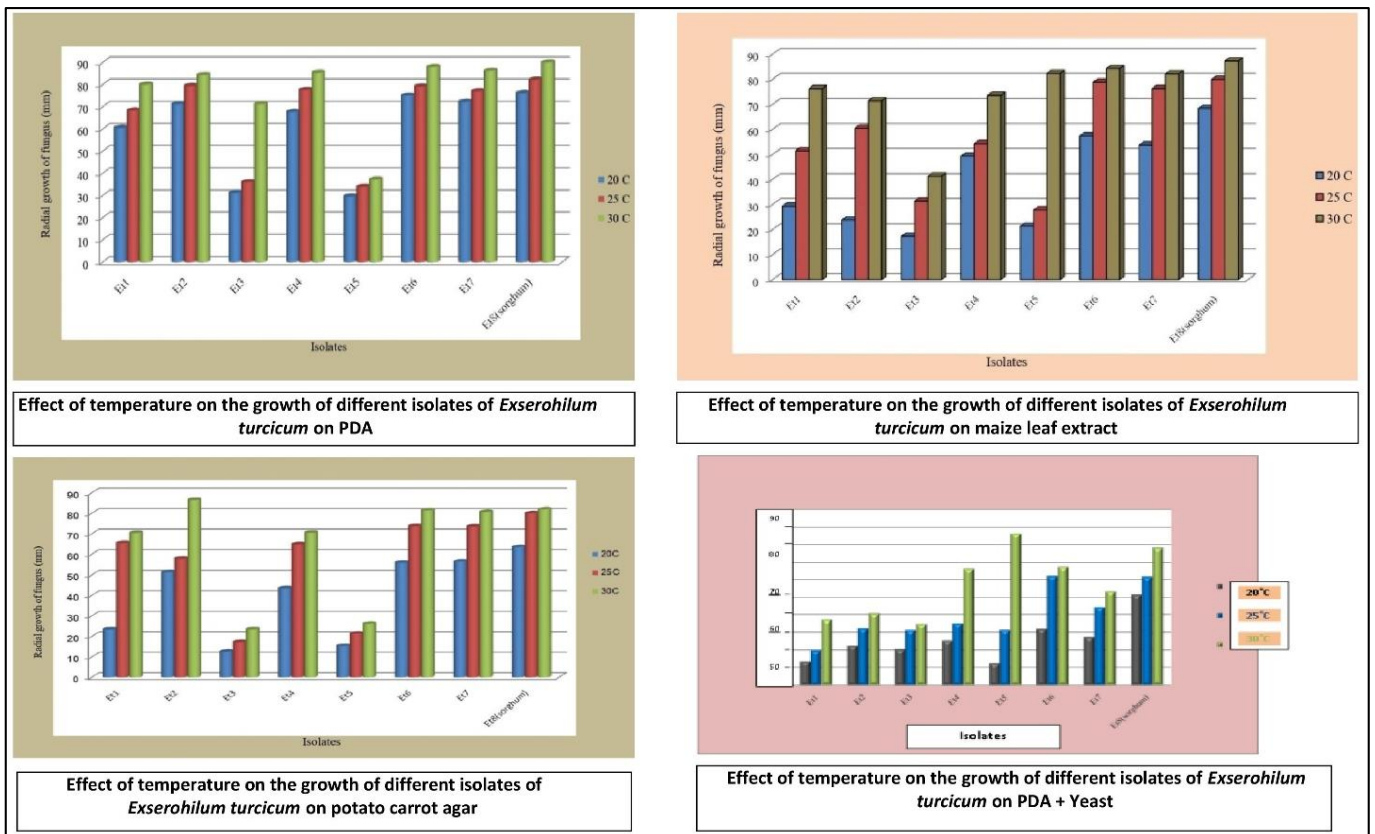 Radial growth of fungus (mm)
90
80
70
60
50
40
30
20
10
0
20 C
25 C
30 C
Et1
Et2
Et3
Et4
Et5
Et6
Et7
Et8(sorghum)
Isolates
Effect of temperature on the growth of different isolates of Exserohilum
turcicum on PDA
Radial growth of fungus (mm)
90
80
70
60
50
40
30
20
10
0
20 C
25 C
30 C
Et1
Et2
Et3
Et4
Et5
Et6
Et7
Et8(sorghum)
Isolates
Effect of temperature on the growth of different isolates of Exserohilum
turcicum on maize leaf extract
Radial growth of fungus (mm)
90
80
70
60
50
40
30
20
10
0
20C
25C
30C
Et1
Et2
Et3
Et4
Et5
Et6
Et7
Et8(sorghum)
Isolates
Effect of temperature on the growth of different isolates of
Exserohilum turcicum on potato carrot agar
90
80
70
60
50
20°C
25°C
30°C
Et1
Et2
Et3
Et4
Et5
Et6
Et7
Et8(sorghum)
Isolates
Effect of temperature on the growth of different isolates of Exserohilum
turcicum on PDA + Yeast